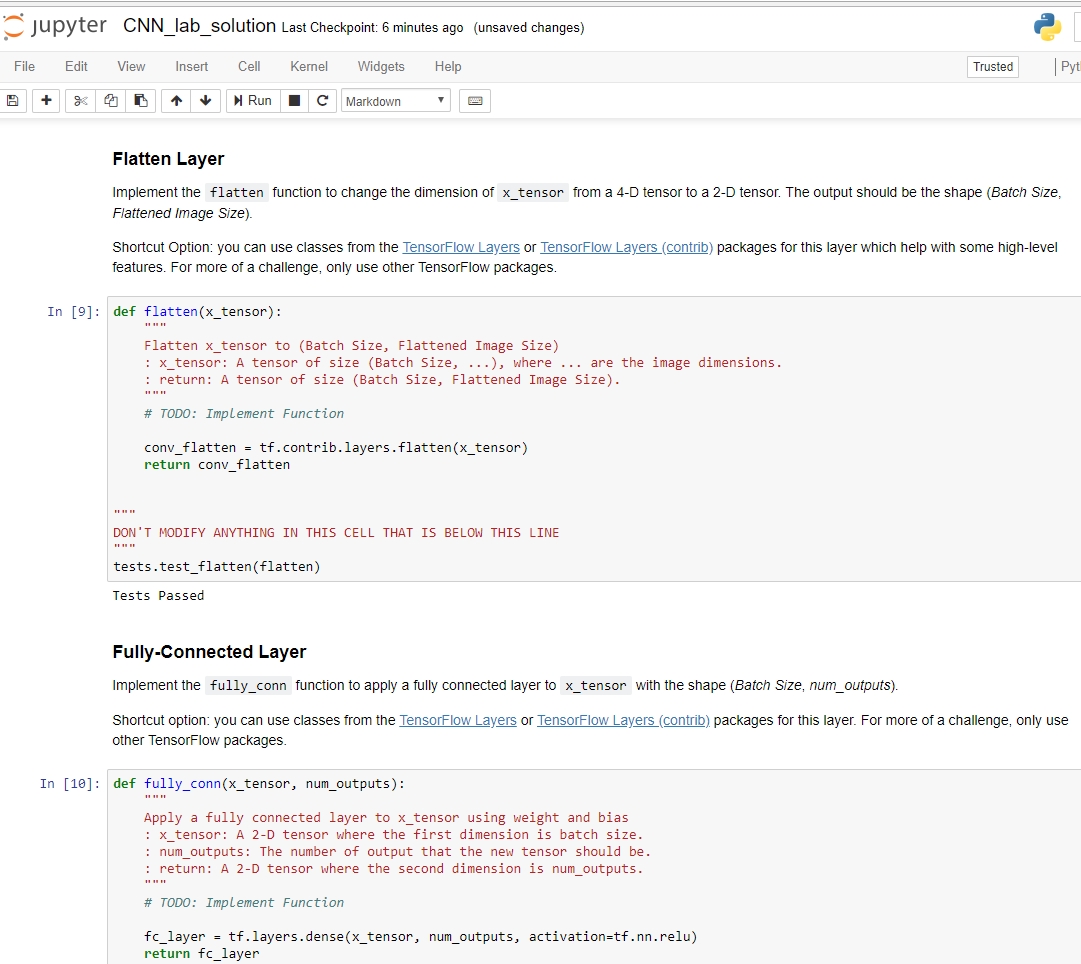 jupyter CNN_lab_solution Last Checkpoint: 6 minutes ago (unsaved changes)
File Edit View Insert Cell Kernel Widgets Help Trusted
Run Markdown
Flatten Layer
Implement the flatten function to change the dimension of x_tensor from a 4-D tensor to a 2-D tensor. The output should be the shape (Batch Size,
Flattened Image Size).
Shortcut Option: you can use classes from the TensorFlow Layers or TensorFlow Layers (contrib) packages for this layer which help with some high-level
features. For more of a challenge, only use other TensorFlow packages.
In [9]: def flatten(x_tensor):
"""
Flatten x_tensor to (Batch Size, Flattened Image Size)
: x_tensor: A tensor of size (Batch Size, ...), where ... are the image dimensions.
: return: A tensor of size (Batch Size, Flattened Image Size).
"""
# TODO: Implement Function
conv_flatten = tf.contrib.layers.flatten(x_tensor)
return conv_flatten
"""
DON'T MODIFY ANYTHING IN THIS CELL THAT IS BELOW THIS LINE
"""
tests.test_flatten(flatten)
Tests Passed
Fully-Connected Layer
Implement the fully_conn function to apply a fully connected layer to x_tensor with the shape (Batch Size, num_outputs).
Shortcut option: you can use classes from the TensorFlow Layers or TensorFlow Layers (contrib) packages for this layer. For more of a challenge, only use
other TensorFlow packages.
In [10]: def fully_conn(x_tensor, num_outputs):
"""
Apply a fully connected layer to x_tensor using weight and bias
: x_tensor: A 2-D tensor where the first dimension is batch size.
: num_outputs: The number of output that the new tensor should be.
: return: A 2-D tensor where the second dimension is num_outputs.
"""
# TODO: Implement Function
fc_layer = tf.layers.dense(x_tensor, num_outputs, activation=tf.nn.relu)
return fc_layer